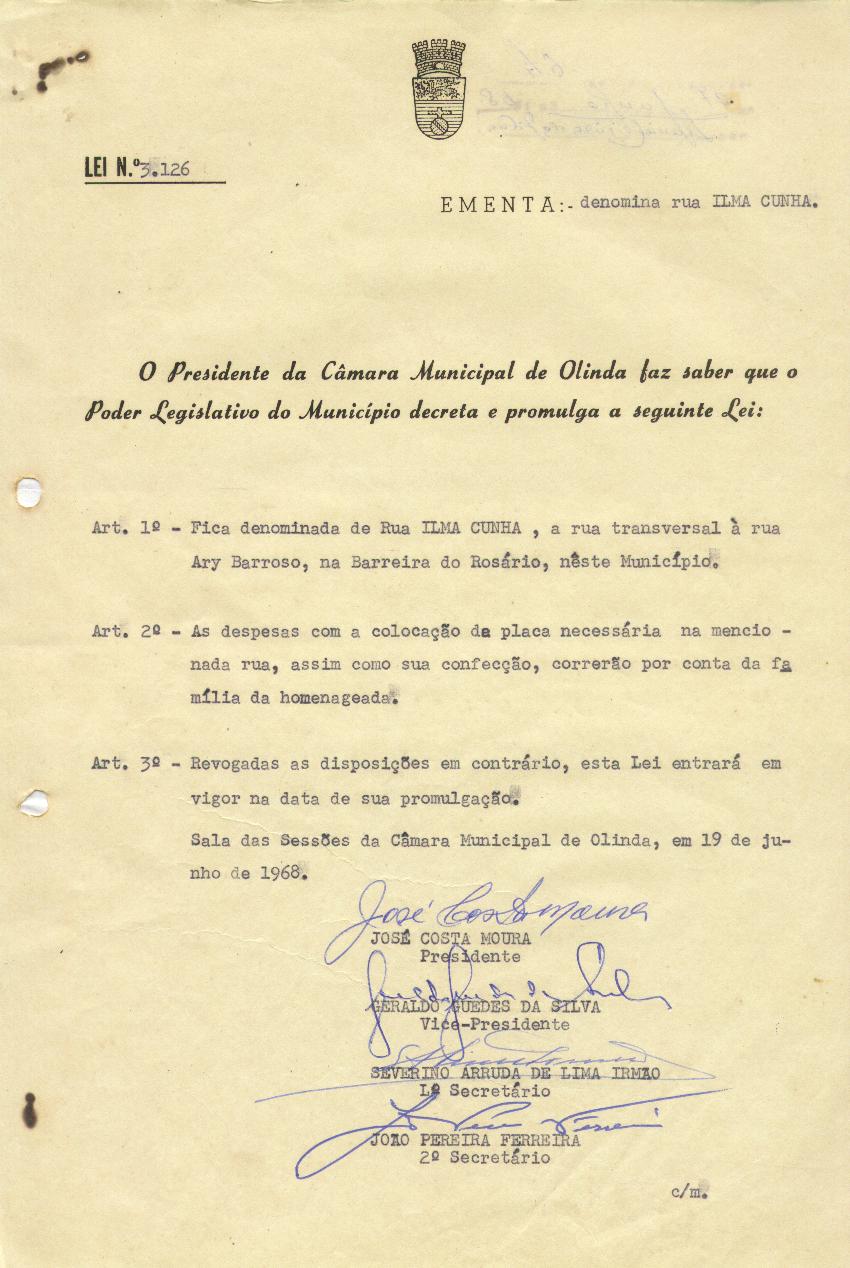 LEI N.º 3.126
EMENTA:- denomina rua ILMA CUNHA.
O Presidente da Câmara Municipal de Olinda faz saber que o
Poder Legislativo do Município decreta e promulga a seguinte Lei:
Art. 1º - Fica denominada de Rua ILMA CUNHA , a rua transversal à rua
Ary Barroso, na Barreira do Rosário, nêste Município.
Art. 2º - As despesas com a colocação da placa necessária na mencio -
nada rua, assim como sua confecção, correrão por conta da fa
mília da homenageada.
Art. 3º - Revogadas as disposições em contrário, esta Lei entrará em
vigor na data de sua promulgação.
Sala das Sessões da Câmara Municipal de Olinda, em 19 de ju-
nho de 1968.
José Costa Moura
JOSÉ COSTA MOURA
Presidente
GERALDO GUEDES DA SILVA
Vice-Presidente
SEVERINO ARRUDA DE LIMA IRMÃO
1º Secretário
JOÃO PEREIRA FERREIRA
2º Secretário
c/m.